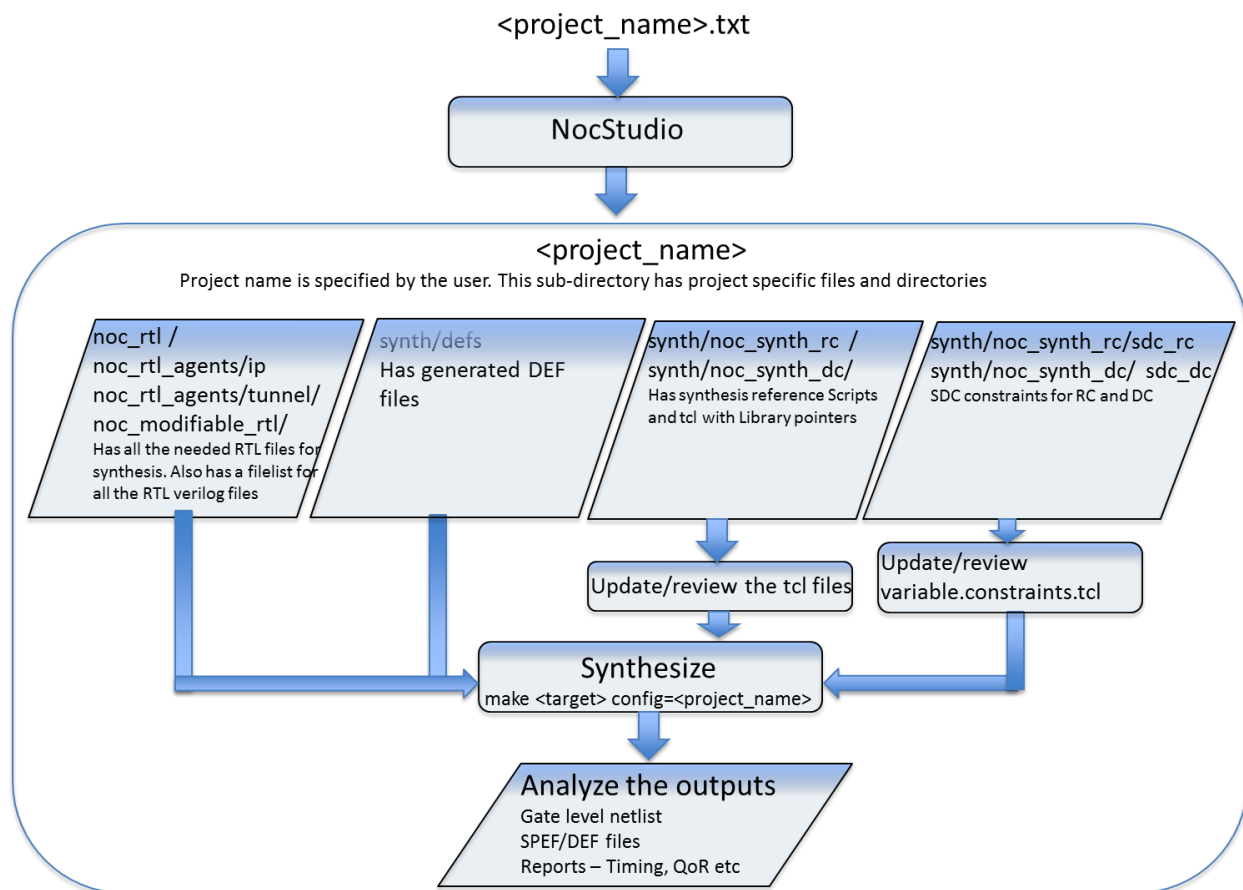 <project_name>.txt
NocStudio
<project_name>
Project name is specified by the user. This sub-directory has project specific files and directories
noc_rtl /
noc_rtl_agents/ip
noc_rtl_agents/tunnel/
noc_modifiable_rtl/
Has all the needed RTL files for
synthesis. Also has a filelist for
all the RTL verilog files
synth/defs
Has generated DEF
files
synth/noc_synth_rc /
synth/noc_synth_dc/
Has synthesis reference Scripts
and tcl with Library pointers
synth/noc_synth_rc/sdc_rc
synth/noc_synth_dc/ sdc_dc
SDC constraints for RC and DC
Update/review the tcl files
Update/review
variable.constraints.tcl
Synthesize
make <target> config=<project_name>
Analyze the outputs
Gate level netlist
SPEF/DEF files
Reports – Timing, QoR etc